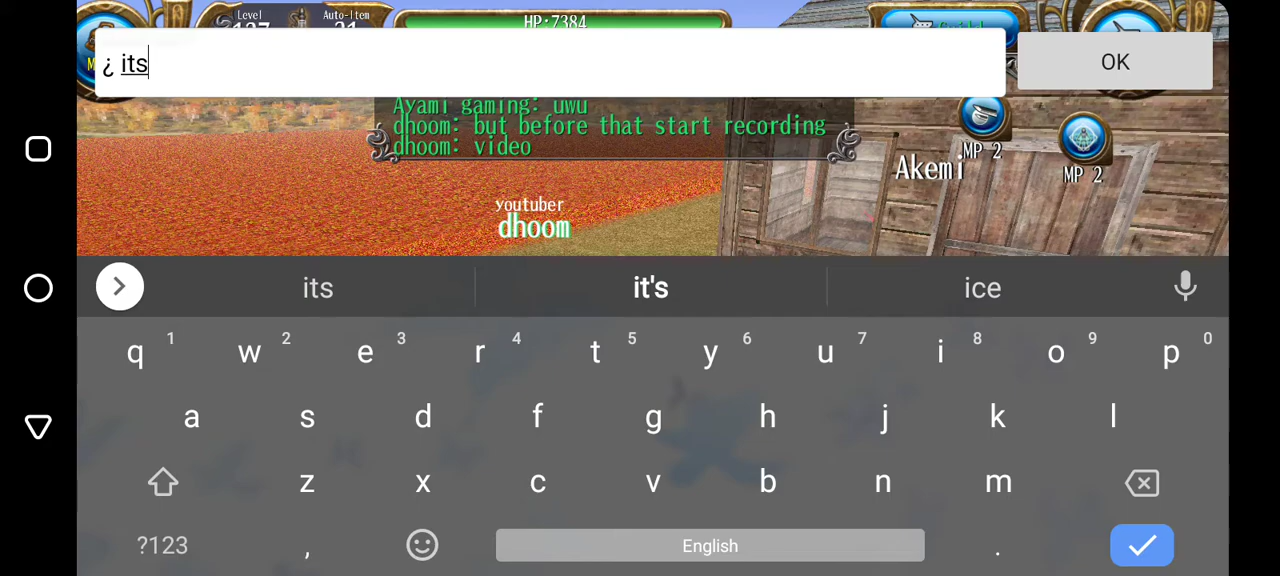 Level
Auto-Item
HP:7384
¿ its
OK
Ayami gaming: uwu
dhoom: but before that start recording
dhoom: video
MP 2
Akemi
MP 2
youtuber
dhoom
its
it's
ice
q 1 w 2 e 3 r 4 t 5 y 6 u 7 i 8 o 9 p 0
a s d f g h j k l
z x c v b n m
?123 , English .